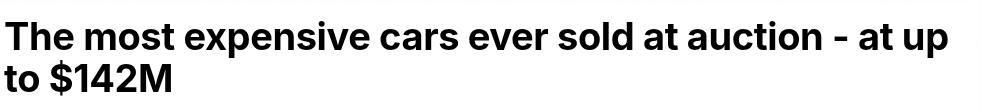 The most expensive cars ever sold at auction - at up
to $142M